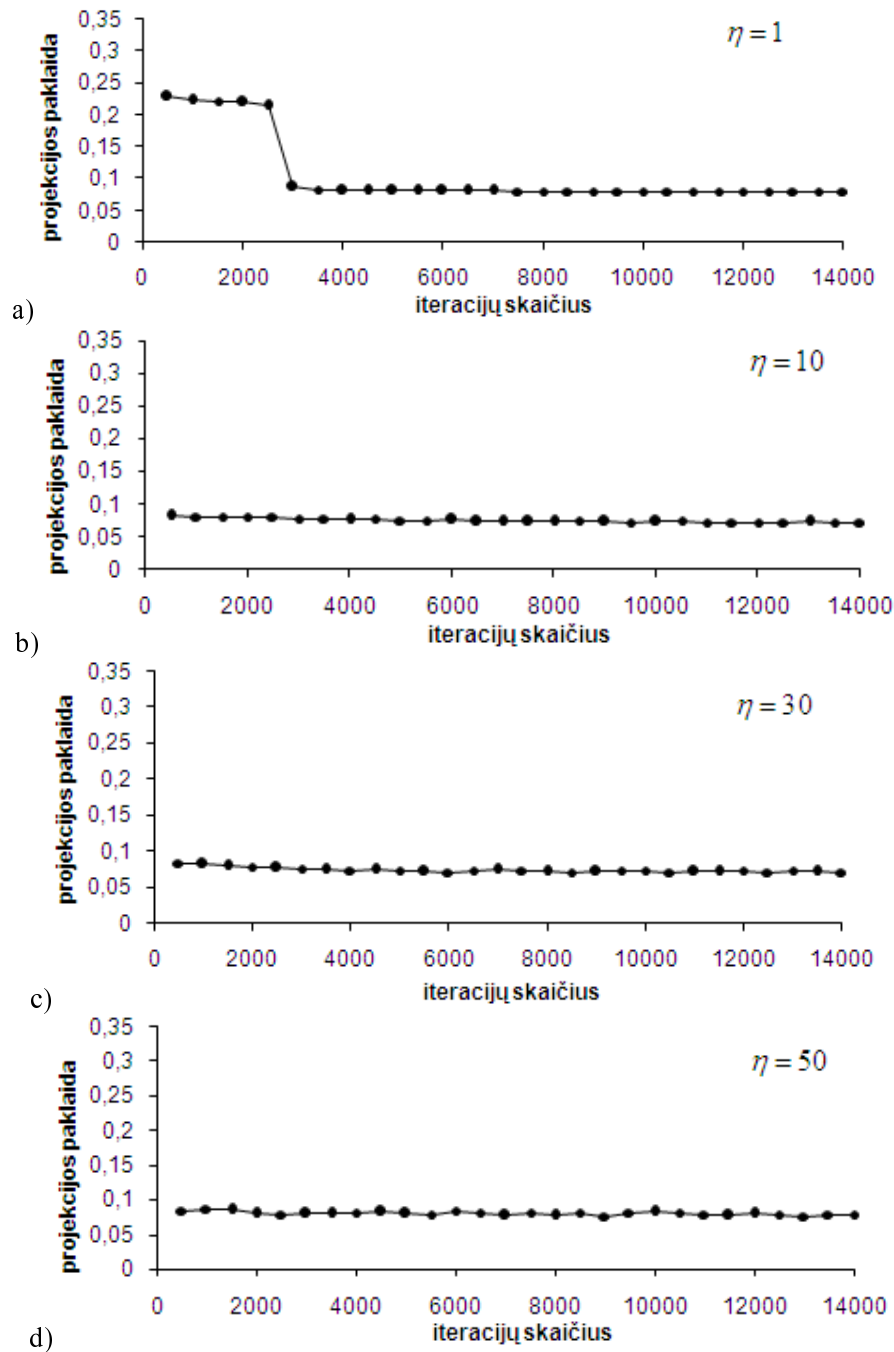 0,35
η = 1
0,3
0,25
0,2
0,15
0,1
0,05
0
projekcijos paklaida
0 2000 4000 6000 8000 10000 12000 14000
iteracijų skaičius
a)
0,35
η = 10
0,3
0,25
0,2
0,15
0,1
0,05
0
projekcijos paklaida
0 2000 4000 6000 8000 10000 12000 14000
iteracijų skaičius
b)
0,35
η = 30
0,3
0,25
0,2
0,15
0,1
0,05
0
projekcijos paklaida
0 2000 4000 6000 8000 10000 12000 14000
iteracijų skaičius
c)
0,35
η = 50
0,3
0,25
0,2
0,15
0,1
0,05
0
projekcijos paklaida
0 2000 4000 6000 8000 10000 12000 14000
iteracijų skaičius
d)